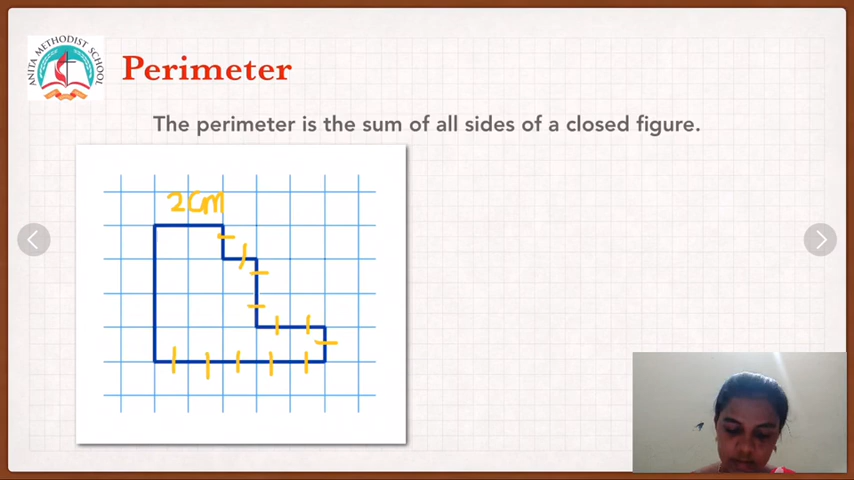 ANITA METHODIST SCHOOL
Perimeter
The perimeter is the sum of all sides of a closed figure.
2cm